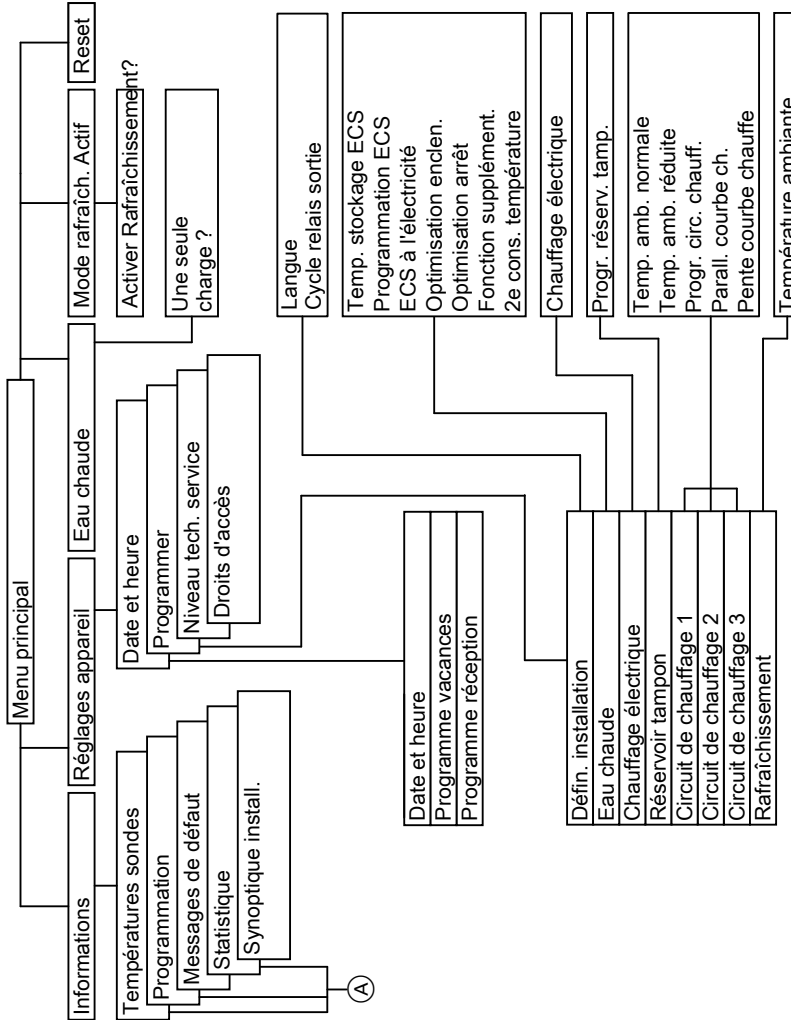 Menu principal
Informations
Réglages appareil
Eau chaude
Mode rafraîch. Actif
Reset
Températures sondes
Programmation
Messages de défaut
Statistique
Synoptique install.
A
Date et heure
Programmer
Niveau tech. service
Droits d'accès
Une seule
charge ?
Activer Rafraîchissement?
Date et heure
Programme vacances
Programme réception
Défin. installation
Eau chaude
Chauffage électrique
Réservoir tampon
Circuit de chauffage 1
Circuit de chauffage 2
Circuit de chauffage 3
Rafraîchissement
Langue
Cycle relais sortie
Temp. stockage ECS
Programmation ECS
ECS à l'électricité
Optimisation enclen.
Optimisation arrêt
Fonction supplément.
2e cons. température
Chauffage électrique
Progr. réserv. tamp.
Temp. amb. normale
Temp. amb. réduite
Progr. circ. chauff.
Parall. courbe ch.
Pente courbe chauffe
Température ambiante